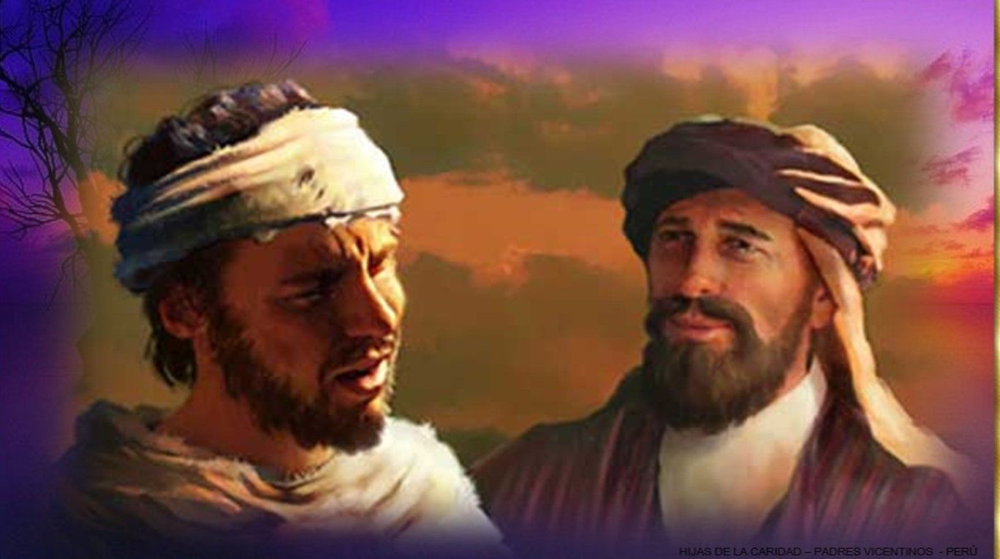 HIJAS DE LA CARIDAD – PADRES VICENTINOS - PERÚ